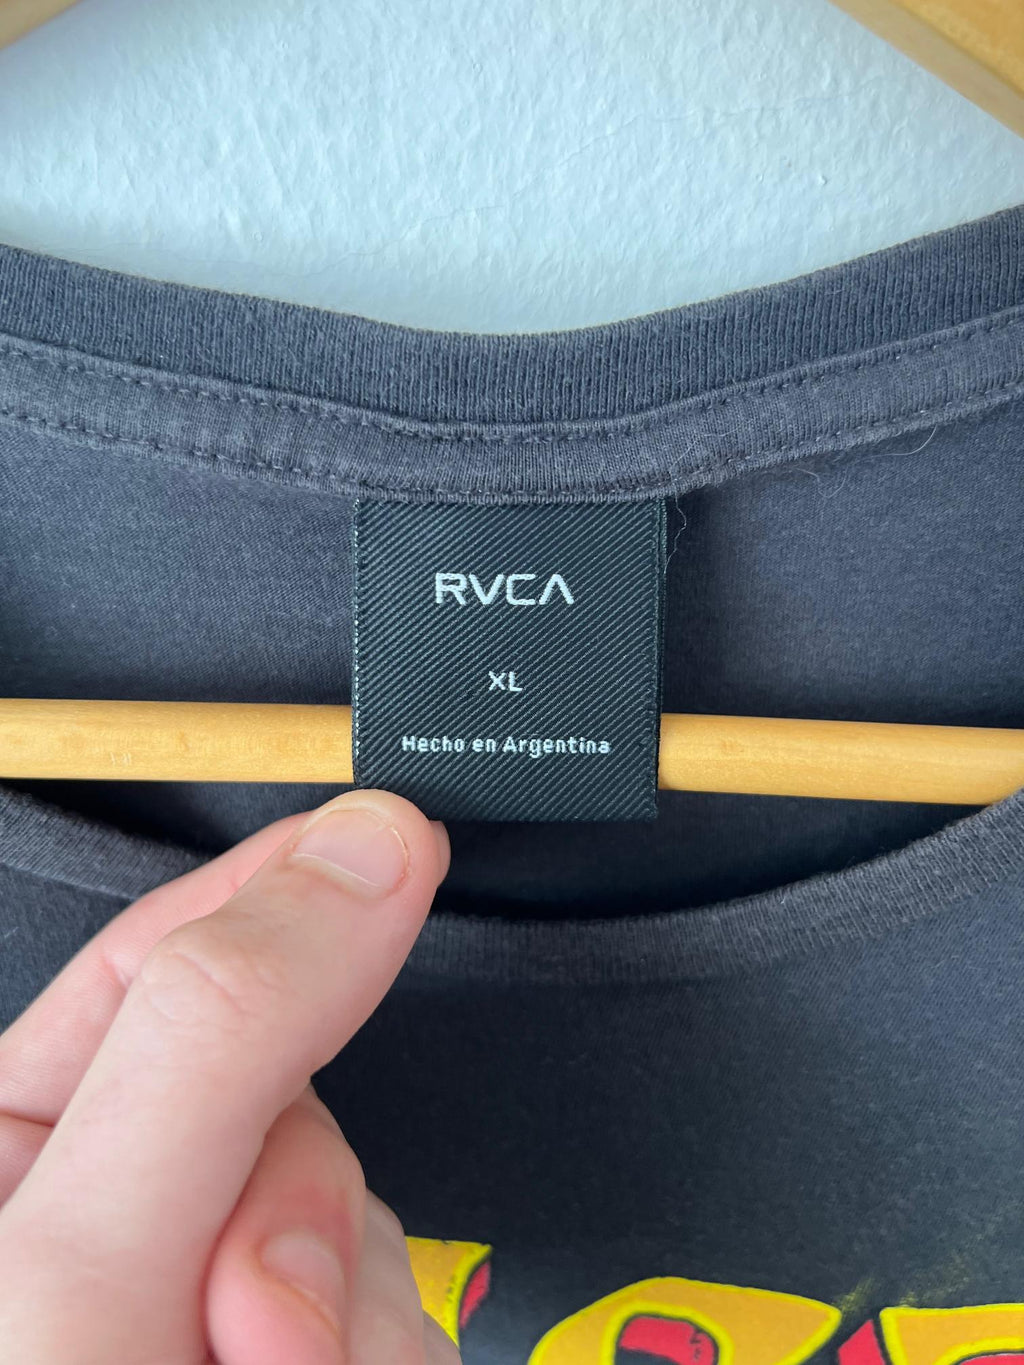 RVCA
XL
Hecho en Argentina